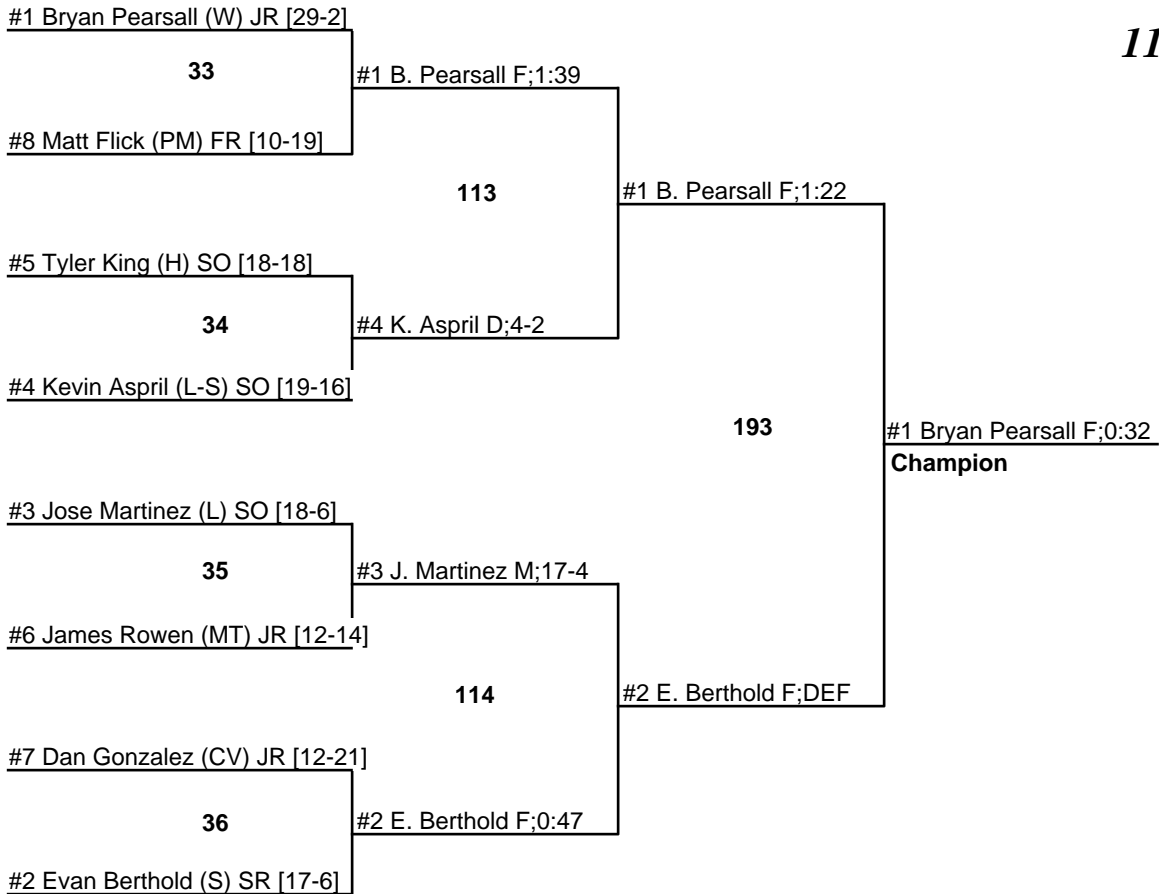 #1 Bryan Pearsall (W) JR [29-2]
11
33
#1 B. Pearsall F;1:39
#8 Matt Flick (PM) FR [10-19]
113
#1 B. Pearsall F;1:22
#5 Tyler King (H) SO [18-18]
34
#4 K. Aspril D;4-2
#4 Kevin Aspril (L-S) SO [19-16]
193
#1 Bryan Pearsall F;0:32
Champion
#3 Jose Martinez (L) SO [18-6]
35
#3 J. Martinez M;17-4
#6 James Rowen (MT) JR [12-14]
114
#2 E. Berthold F;DEF
#7 Dan Gonzalez (CV) JR [12-21]
36
#2 E. Berthold F;0:47
#2 Evan Berthold (S) SR [17-6]